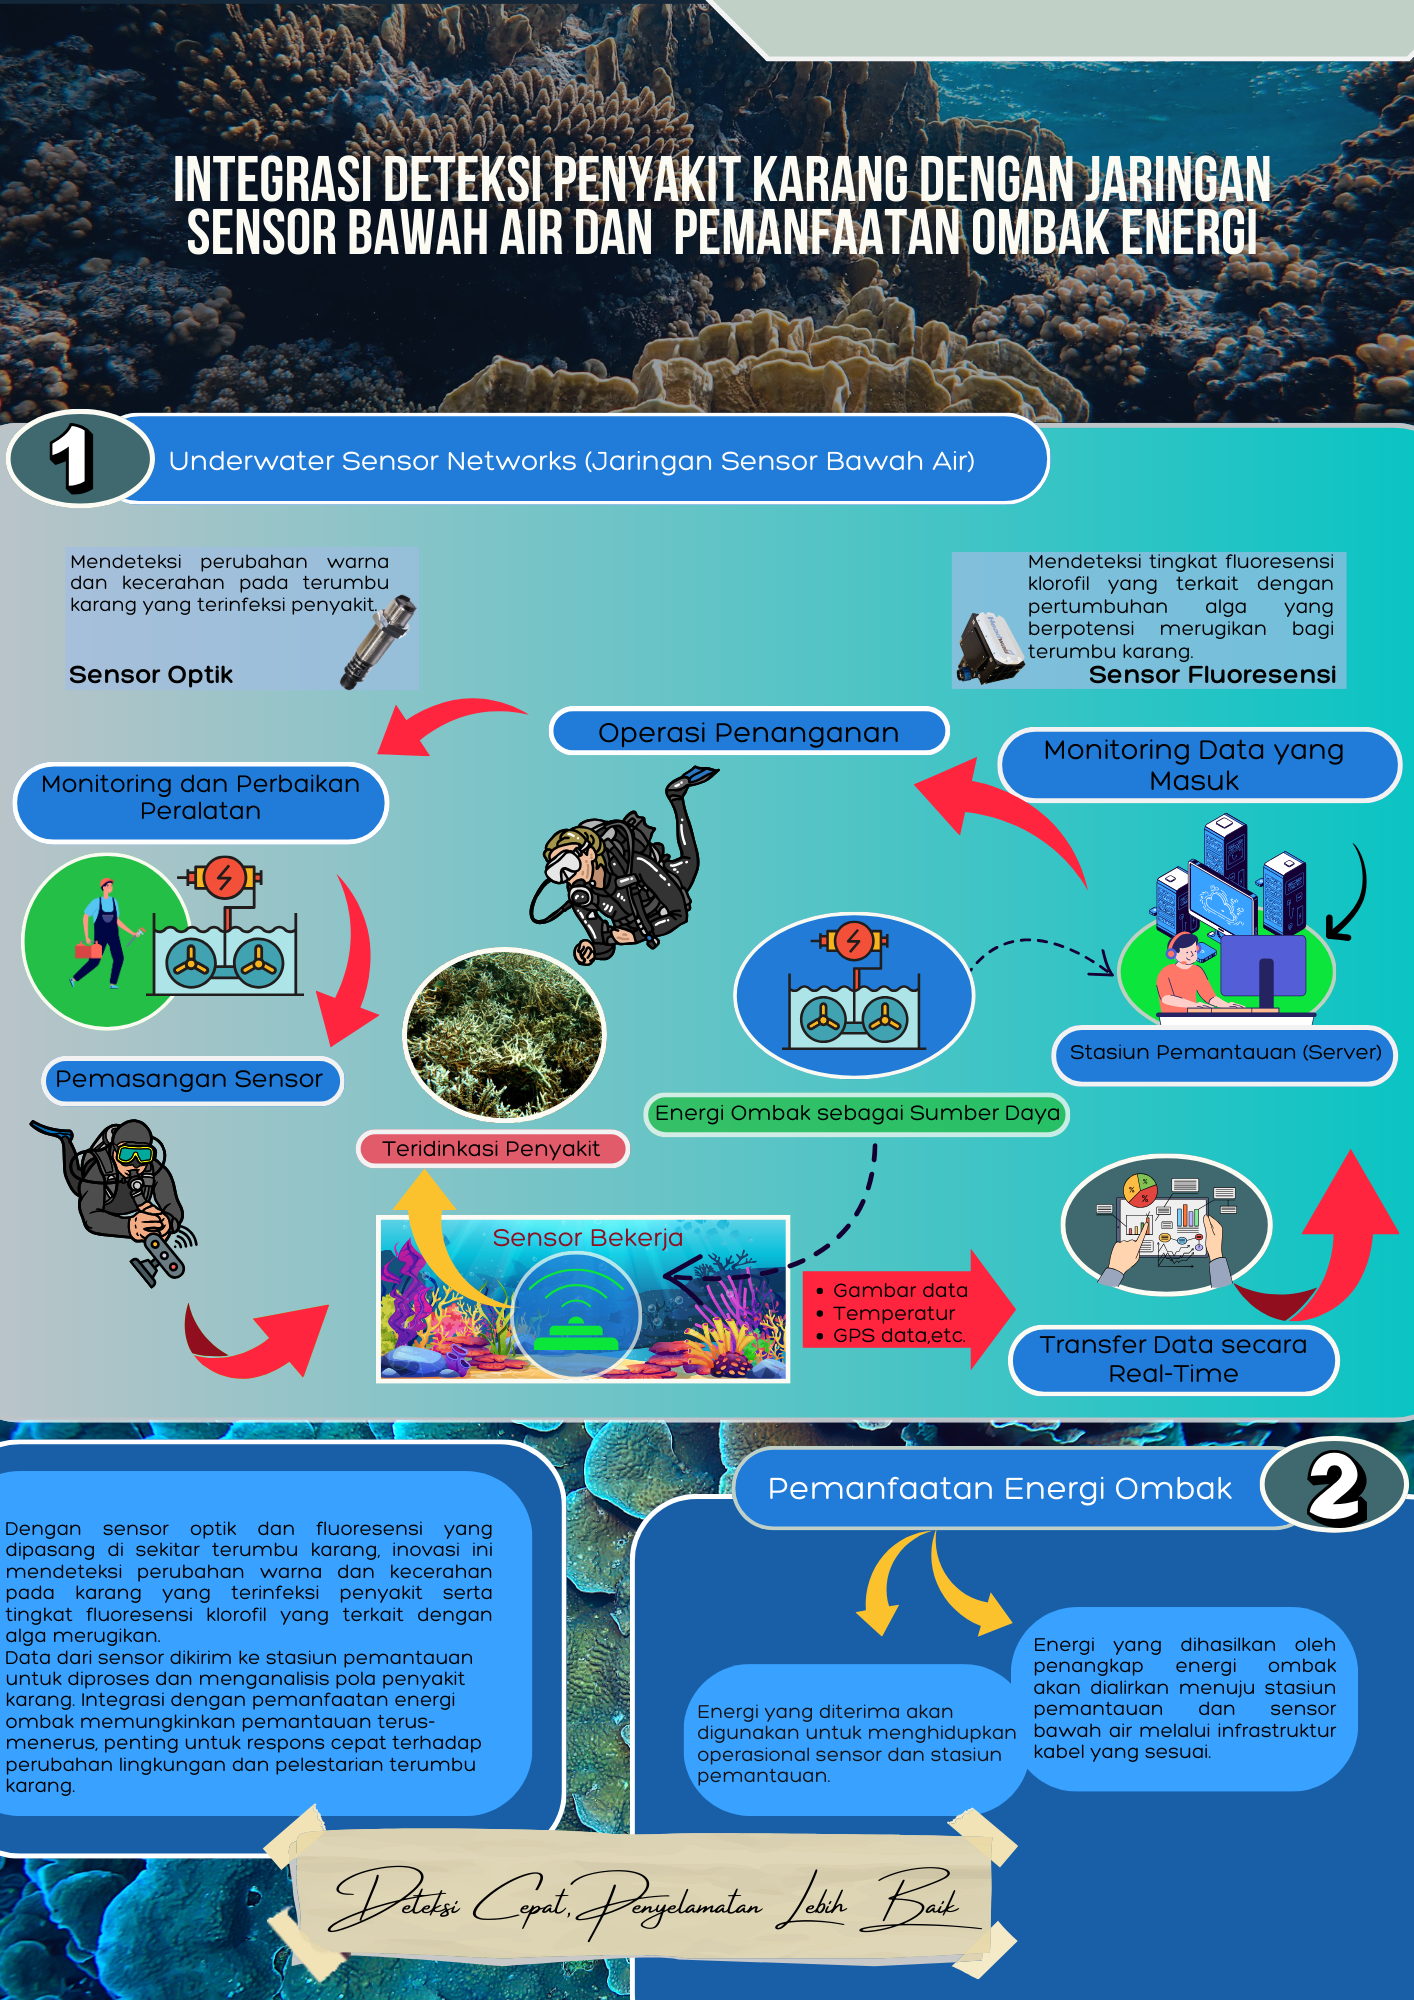 INTEGRASI DETEKSI PENYAKIT KARANG DENGAN JARINGAN
SENSOR BAWAH AIR DAN PEMANFAATAN OMBAK ENERGI
1
Underwater Sensor Networks (Jaringan Sensor Bawah Air)
Mendeteksi perubahan warna
dan kecerahan pada terumbu
karang yang terinfeksi penyakit.
Sensor Optik
Mendeteksi tingkat fluoresensi
klorofil yang terkait dengan
pertumbuhan alga yang
berpotensi merugikan bagi
terumbu karang.
Sensor Fluoresensi
Operasi Penanganan
Monitoring Data yang
Masuk
Monitoring dan Perbaikan
Peralatan
Stasiun Pemantauan (Server)
Pemasangan Sensor
Energi Ombak sebagai Sumber Daya
Teridinkasi Penyakit
Sensor Bekerja
• Gambar data
• Temperatur
• GPS data,etc.
%
%
%
Transfer Data secara
Real-Time
Dengan sensor optik dan fluoresensi yang
dipasang di sekitar terumbu karang, inovasi ini
mendeteksi perubahan warna dan kecerahan
pada karang yang terinfeksi penyakit serta
tingkat fluoresensi klorofil yang terkait dengan
alga merugikan.
Data dari sensor dikirim ke stasiun pemantauan
untuk diproses dan menganalisis pola penyakit
karang. Integrasi dengan pemanfaatan energi
ombak memungkinkan pemantauan terus-
menerus, penting untuk respons cepat terhadap
perubahan lingkungan dan pelestarian terumbu
karang.
Pemanfaatan Energi Ombak
2
Energi yang diterima akan
digunakan untuk menghidupkan
operasional sensor dan stasiun
pemantauan.
Energi yang dihasilkan oleh
penangkap energi ombak
akan dialirkan menuju stasiun
pemantauan dan sensor
bawah air melalui infrastruktur
kabel yang sesuai.
Deteksi Cepat, Penyelamatan Lebih Baik